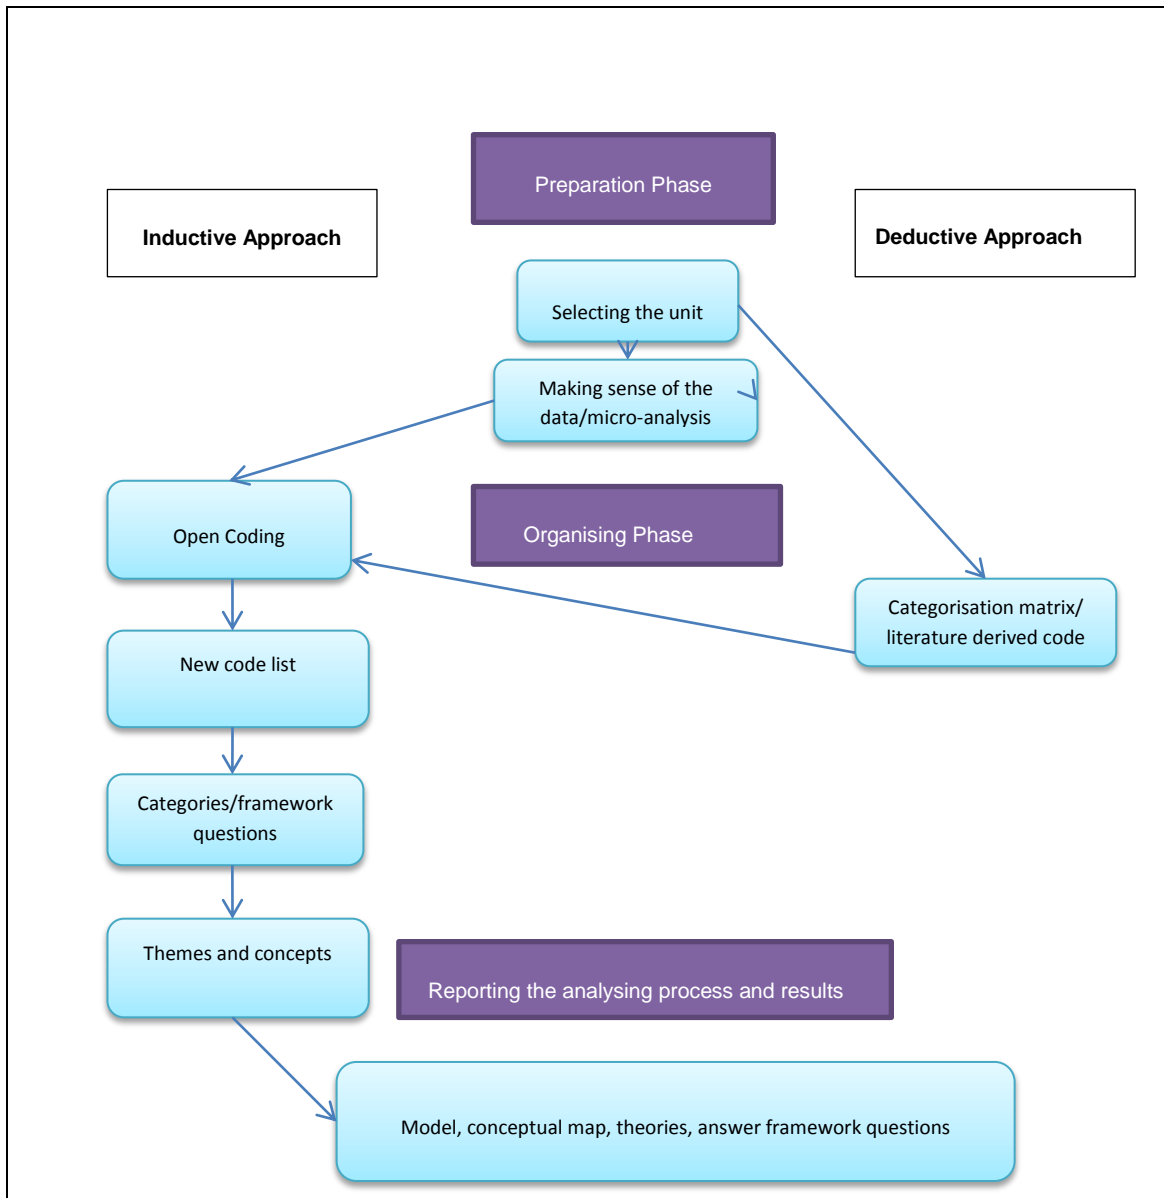 Preparation Phase
Inductive Approach
Deductive Approach
Selecting the unit
Making sense of the
data/micro-analysis
Open Coding
Organising Phase
Categorisation matrix/
literature derived code
New code list
Categories/framework
questions
Themes and concepts
Reporting the analysing process and results
Model, conceptual map, theories, answer framework questions